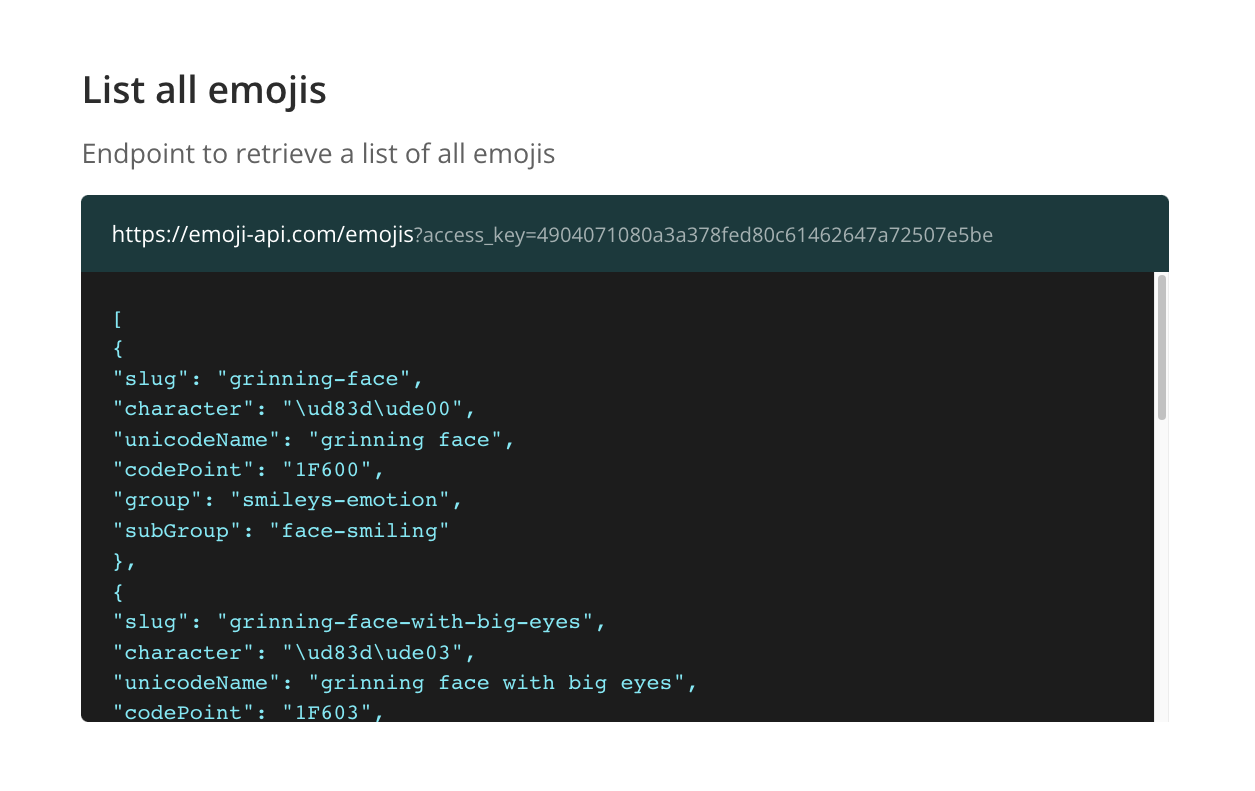 List all emojis
Endpoint to retrieve a list of all emojis
https://emoji-api.com/emojis?access_key=4904071080a3a378fed80c61462647a72507e5be
[
{
"slug": "grinning-face",
"character": "\ud83d\ude00",
"unicodeName": "grinning face",
"codePoint": "1F600",
"group": "smileys-emotion",
"subGroup": "face-smiling"
},
{
"slug": "grinning-face-with-big-eyes",
"character": "\ud83d\ude03",
"unicodeName": "grinning face with big eyes",
"codePoint": "1F603",